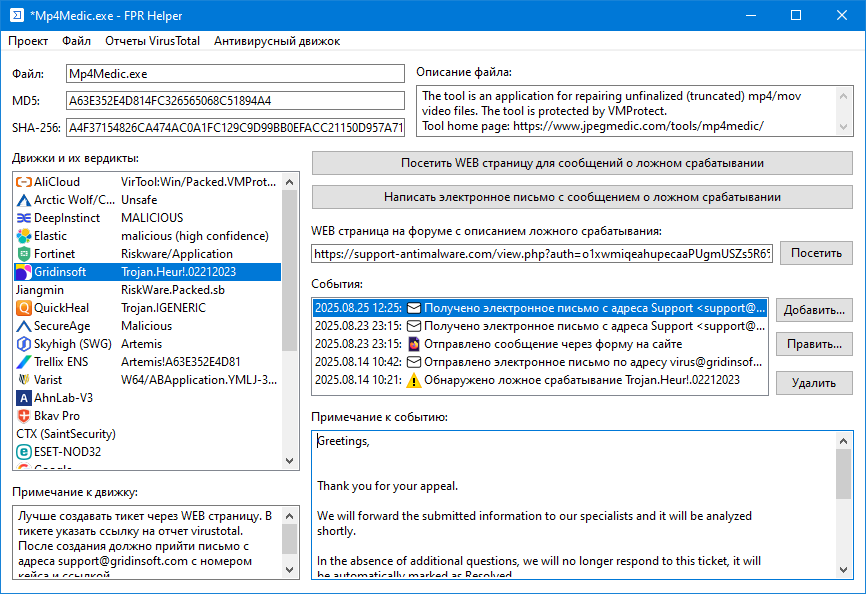 *Mp4Medic.exe - FPR Helper
Проект Файл Отчеты VirusTotal Антивирусный движок
Файл: Mp4Medic.exe
MD5: A63E352E4D814FC326565068C51894A4
SHA-256: A4F37154826CA474AC0A1FC129C9D99BB0EFACC21150D957A71
Описание файла:
The tool is an application for repairing unfinalized (truncated) mp4/mov
video files. The tool is protected by VMProtect.
Tool home page: https://www.jpegmedic.com/tools/mp4medic/
Движки и их вердикты:
AliCloud VirTool:Win/Packed.VMProt...
Arctic Wolf/C... Unsafe
DeepInstinct MALICIOUS
Elastic malicious (high confidence)
Fortinet Riskware/Application
Gridinsoft Trojan.Heur!.02212023
Jiangmin RiskWare.Packed.sb
QuickHeal Trojan.IGENERIC
SecureAge Malicious
Skyhigh (SWG) Artemis
Trellix ENS Artemis!A63E352E4D81
Varist W64/ABApplication.YMLJ-3...
AhnLab-V3
Bkav Pro
CTX (SaintSecurity)
ESET-NOD32
Google
Примечание к движку:
Лучше создавать тикет через WEB страницу. В
тикете указать ссылку на отчет virustotal.
После создания должно прийти письмо с
адреса support@gridinsoft.com с номером
кейса и ссылкой
Посетить WEB страницу для сообщений о ложном срабатывании
Написать электронное письмо с сообщением о ложном срабатывании
WEB страница на форуме с описанием ложного срабатывания:
https://support-antimalware.com/view.php?auth=o1xwmiqeahupecaaPUgmUSZs5R6
Посетить
События:
2025.08.25 12:25: Получено электронное письмо с адреса Support <support@...
2025.08.23 23:15: Получено электронное письмо с адреса Support <support@...
2025.08.23 23:15: Отправлено сообщение через форму на сайте
2025.08.14 10:42: Отправлено электронное письмо по адресу virus@gridinsof...
2025.08.14 10:21: Обнаружено ложное срабатывание Trojan.Heur!.02212023
Добавить...
Править...
Удалить
Примечание к событию:
Greetings,
Thank you for your appeal.
We will forward the submitted information to our specialists and it will be analyzed
shortly.
In the absence of additional questions, we will no longer respond to this ticket, it will
be automatically marked as Resolved